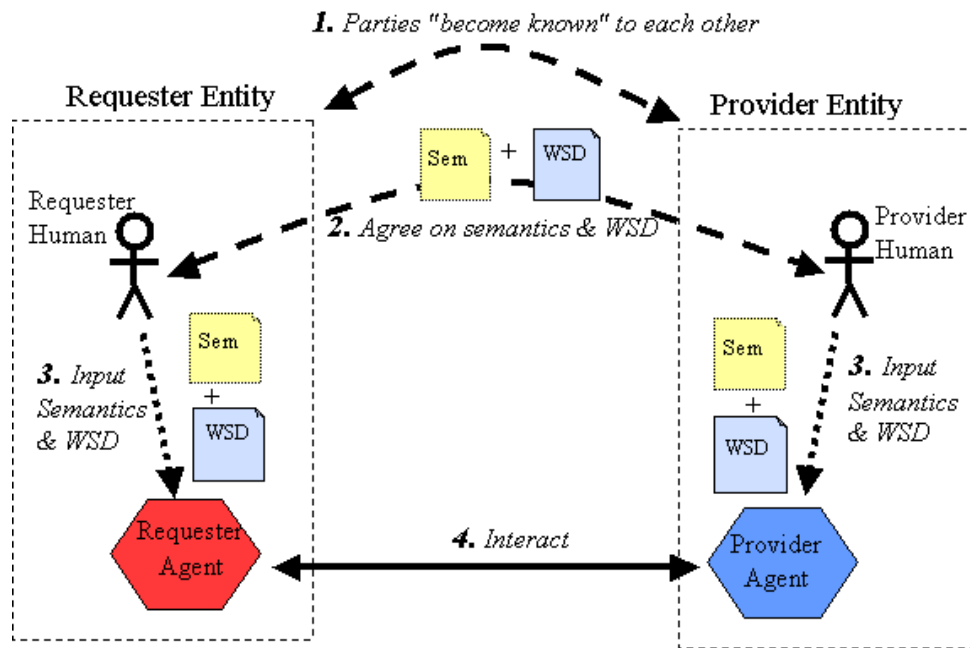 1. Parties "become known" to each other
Requester Entity
Provider Entity
Sem
+
WSD
Requester
Human
2. Agree on semantics & WSD
Provider
Human
Sem
+
WSD
3. Input
Semantics
& WSD
Sem
+
WSD
3. Input
Semantics
& WSD
Requester
Agent
4. Interact
Provider
Agent